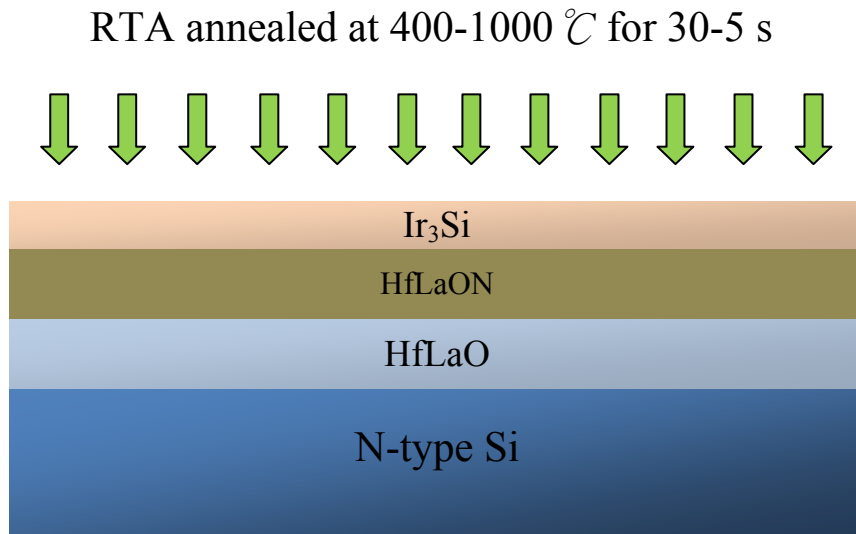 RTA annealed at 400-1000 ℃ for 30-5 s
Ir₃Si
HfLaON
HfLaO
N-type Si